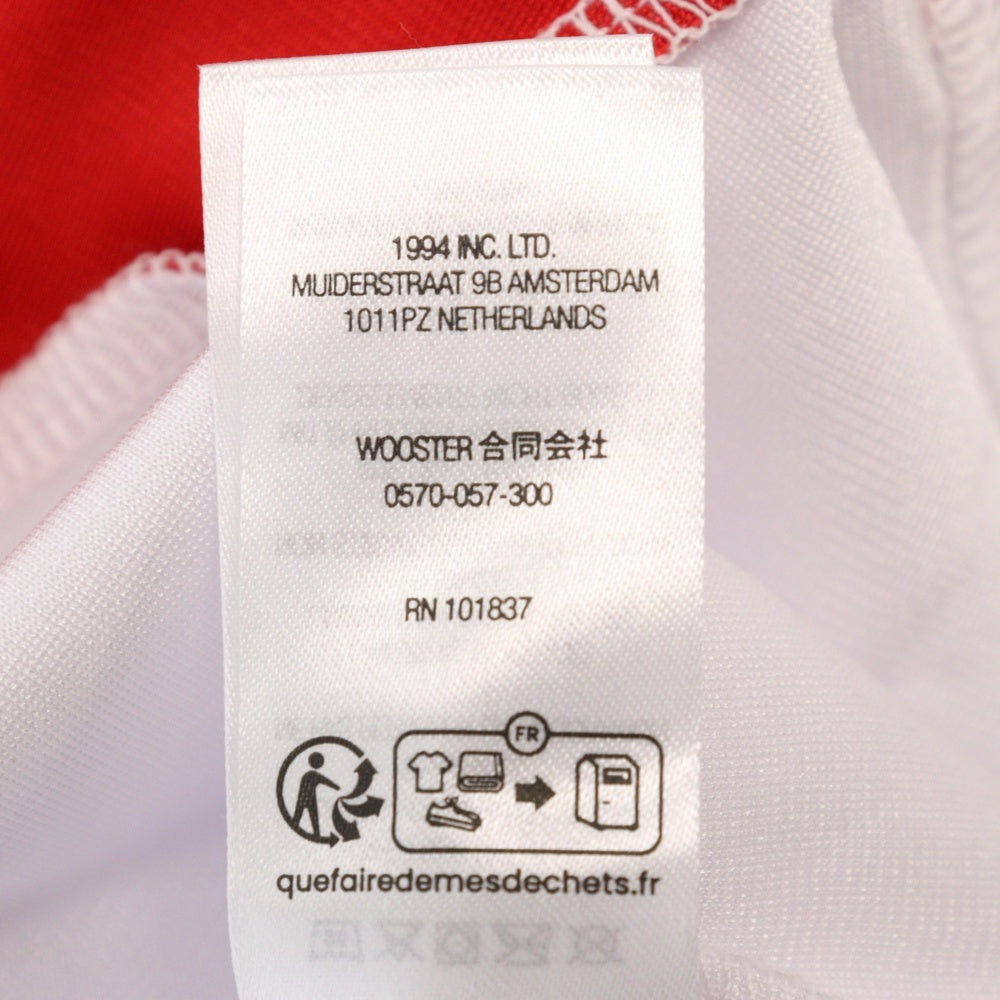 1994 INC. LTD.
MUIDERSTRAAT 9B AMSTERDAM
1011PZ NETHERLANDS
WOOSTER 合同会社
0570-057-300
RN 101837
FR
quefairedemesdechets.fr